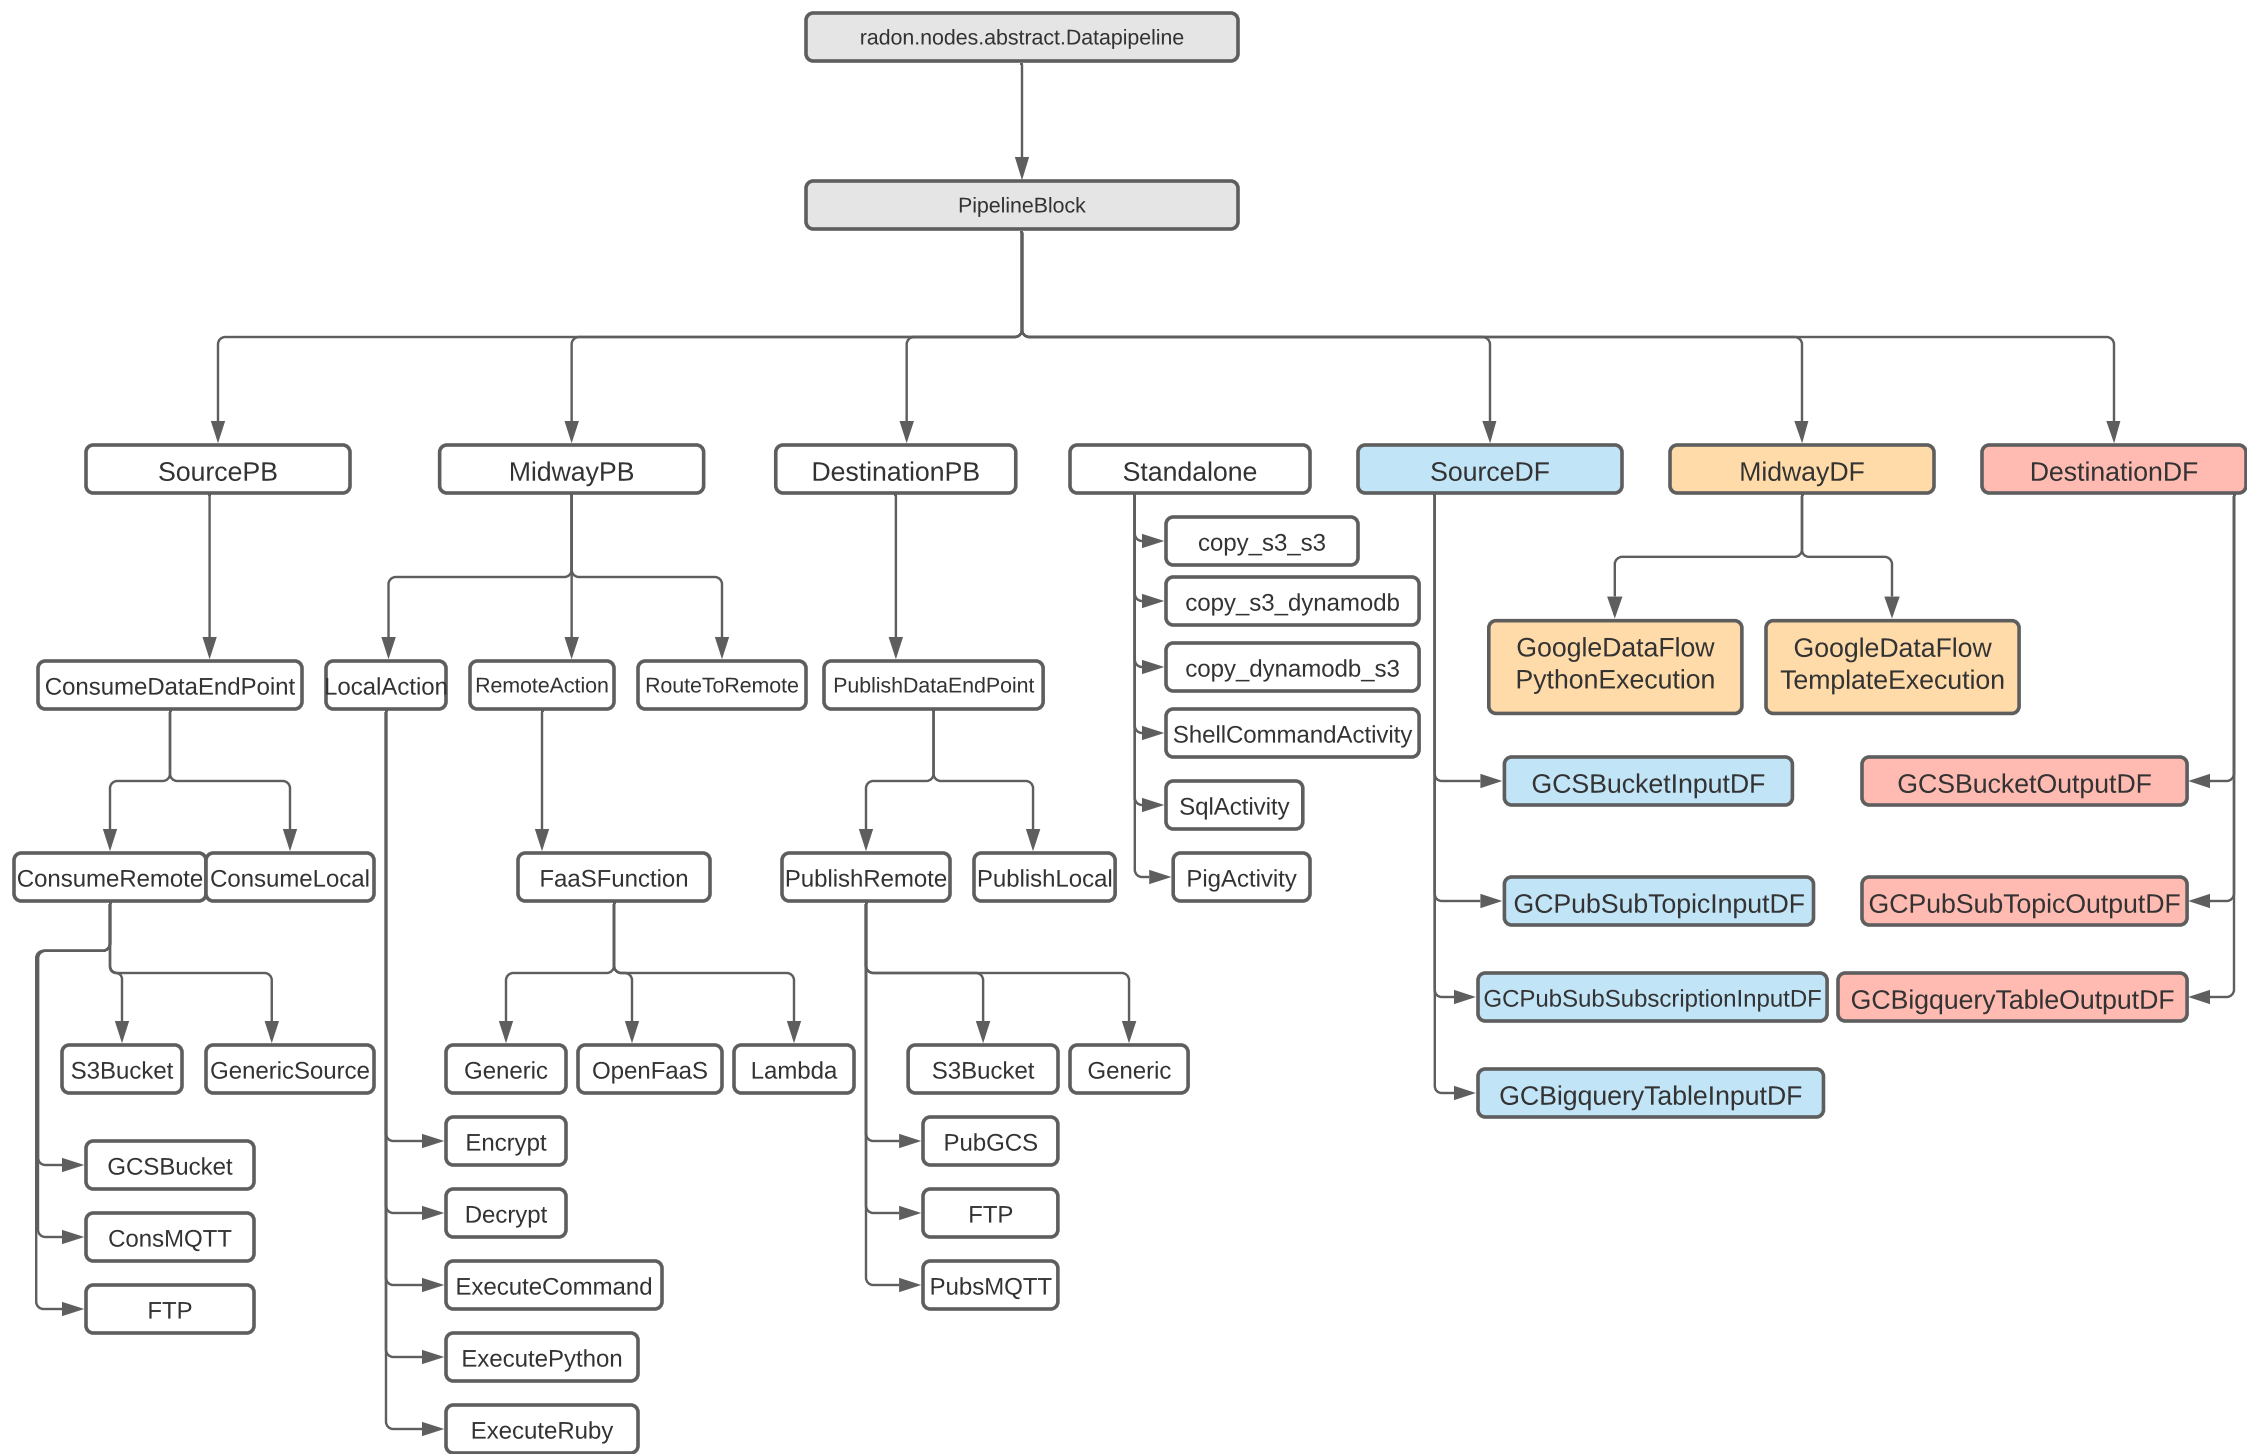 radon.nodes.abstract.Datapipeline
PipelineBlock
SourcePB
MidwayPB
DestinationPB
Standalone
SourceDF
MidwayDF
DestinationDF
copy_s3_s3
copy_s3_dynamodb
copy_dynamodb_s3
ShellCommandActivity
SqlActivity
PigActivity
GoogleDataFlow
PythonExecution
GoogleDataFlow
TemplateExecution
ConsumeDataEndPoint
LocalAction
RemoteAction
RouteToRemote
PublishDataEndPoint
GCSBucketInputDF
GCSBucketOutputDF
ConsumeRemote
ConsumeLocal
FaaSFunction
PublishRemote
PublishLocal
GCPubSubTopicInputDF
GCPubSubTopicOutputDF
GCPubSubSubscriptionInputDF
GCBigqueryTableOutputDF
S3Bucket
GenericSource
Generic
OpenFaaS
Lambda
S3Bucket
Generic
GCBigqueryTableInputDF
GCSBucket
ConsMQTT
FTP
Encrypt
Decrypt
ExecuteCommand
ExecutePython
ExecuteRuby
PubGCS
FTP
PubsMQTT